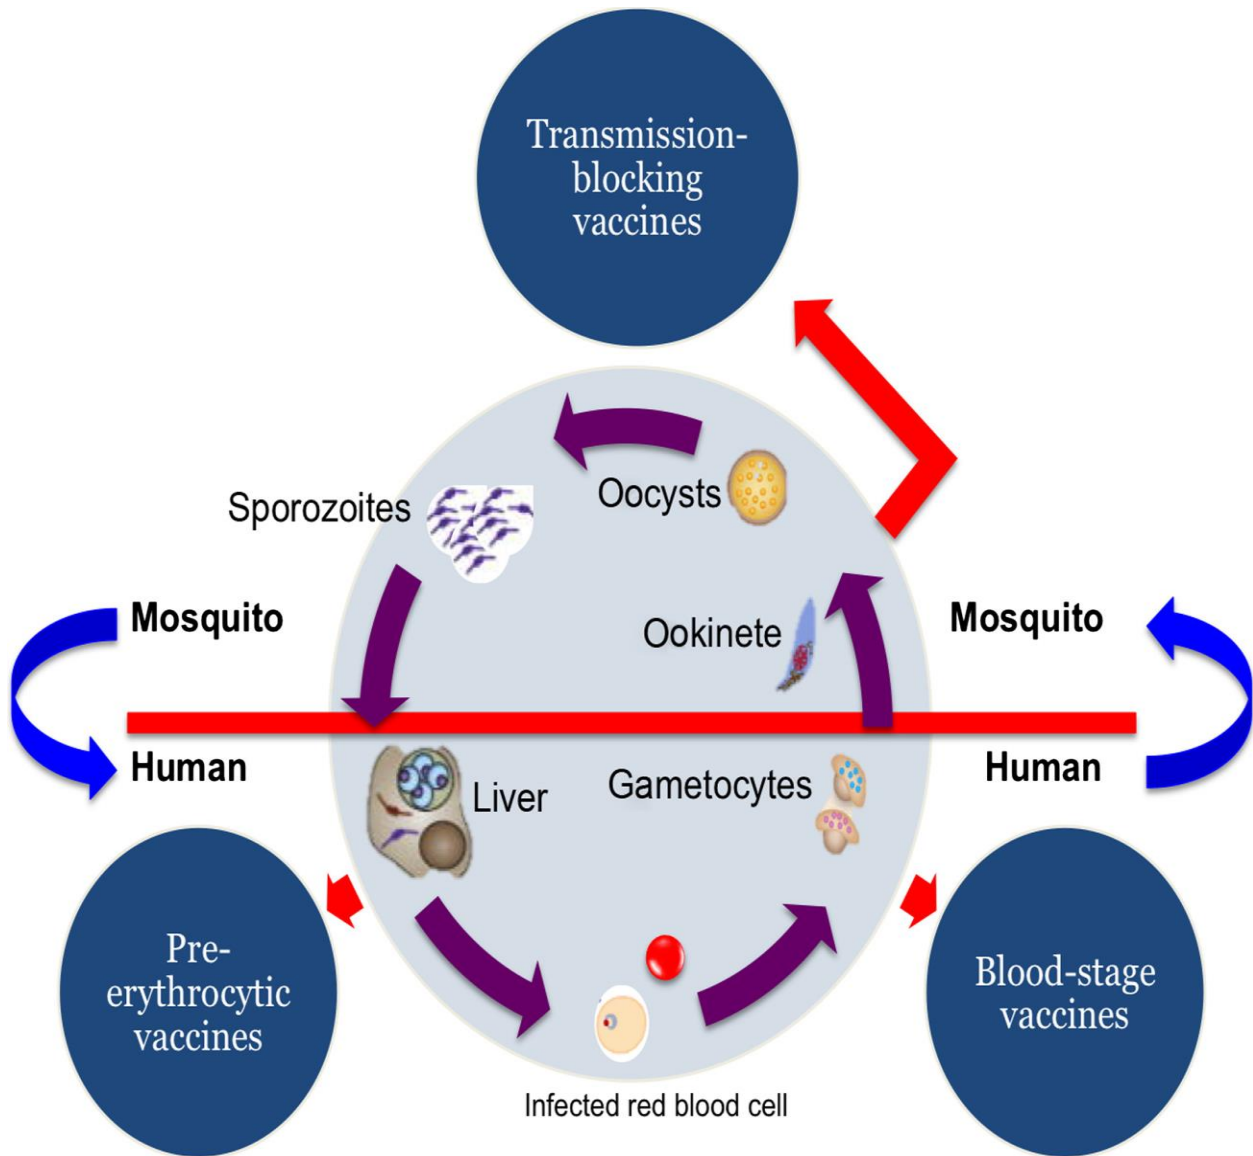 Transmission-
blocking
vaccines
Oocysts
Sporozoites
Mosquito
Mosquito
Ookinete
Human
Human
Liver
Gametocytes
Pre-
erythrocytic
vaccines
Blood-stage
vaccines
Infected red blood cell